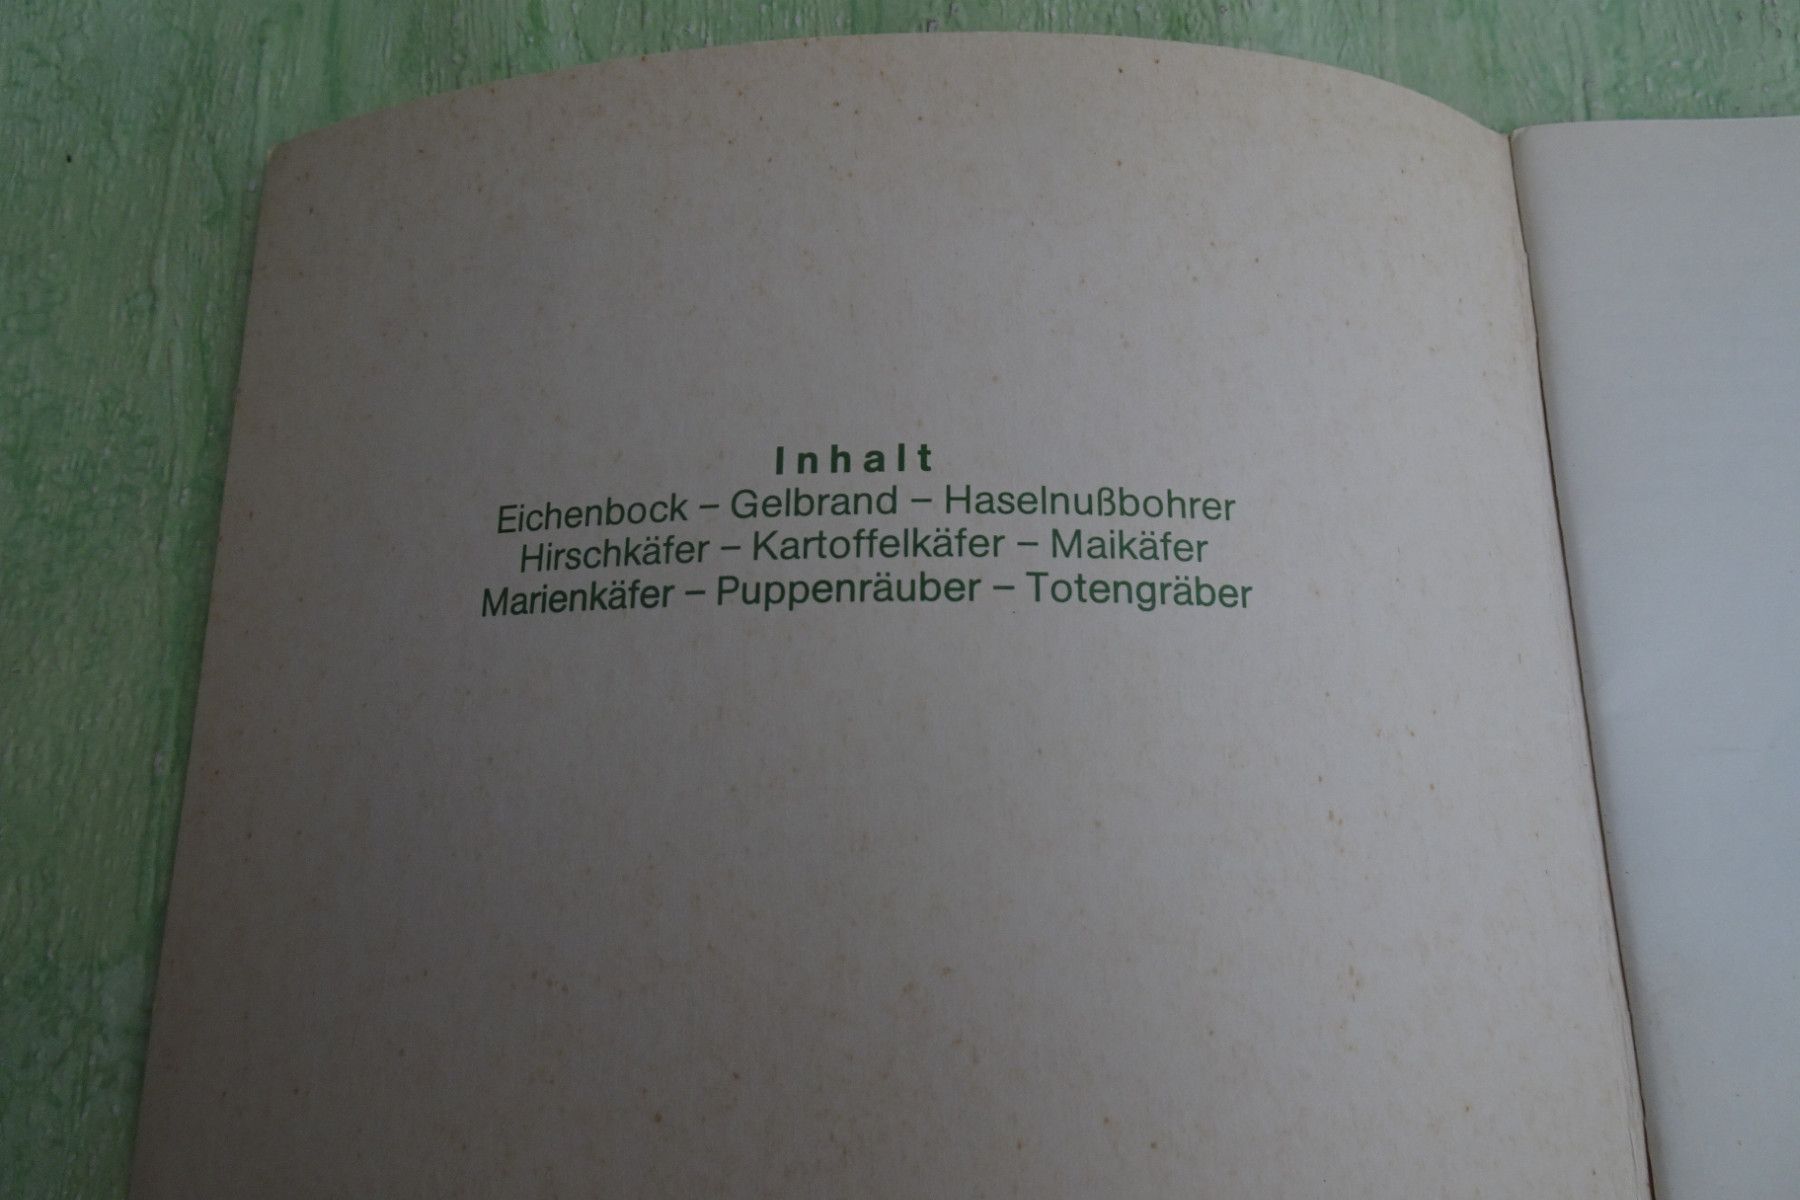 Inhalt
Eichenbock – Gelbrand – Haselnußbohrer
Hirschkäfer – Kartoffelkäfer – Maikäfer
Marienkäfer – Puppenräuber – Totengräber